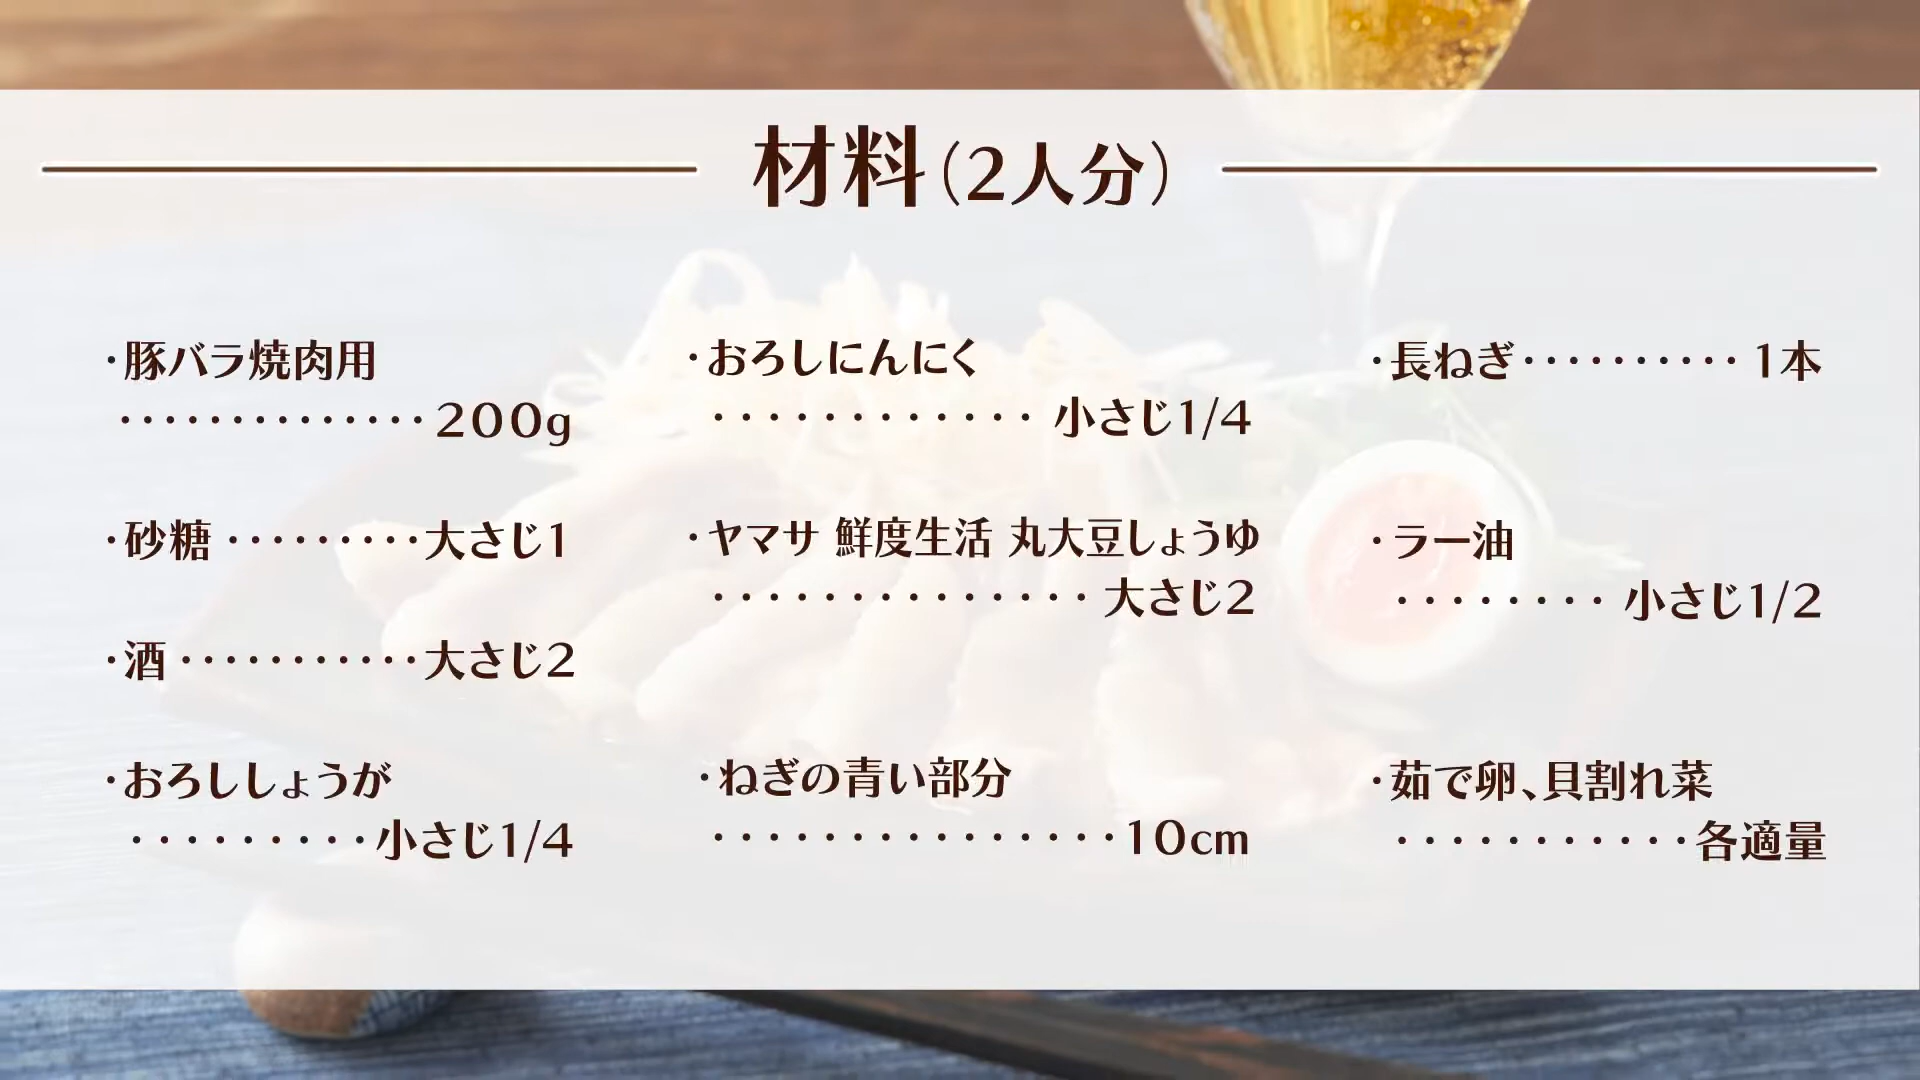 材料(2人分)
・豚バラ焼肉用
・・・・・・・・・・・・・・200g
・砂糖 ・・・・・・・・・大さじ1
・酒 ・・・・・・・・・・・大さじ2
・おろししょうが
・・・・・・・・・小さじ1/4
・おろしにんにく
・・・・・・・・・・・・ 小さじ1/4
・ヤマサ 鮮度生活 丸大豆しょうゆ
・・・・・・・・・・・・・・ 大さじ2
・ねぎの青い部分
・・・・・・・・・・・・・・・10cm
・長ねぎ・・・・・・・・・・ 1本
・ラー油
・・・・・・・・ 小さじ1/2
・茹で卵、貝割れ菜
・・・・・・・・・・・各適量